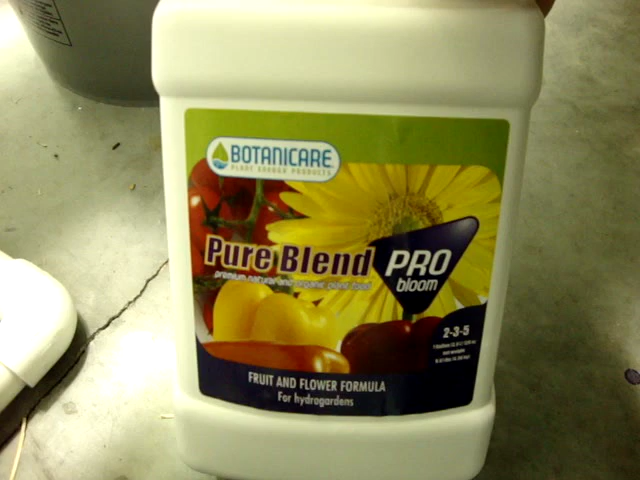 BOTANICARE
PLANT GROWER PRODUCTS
Pure Blend PRO
premium natural and organic plant food
bloom
2-3-5
FRUIT AND FLOWER FORMULA
For hydrogardens